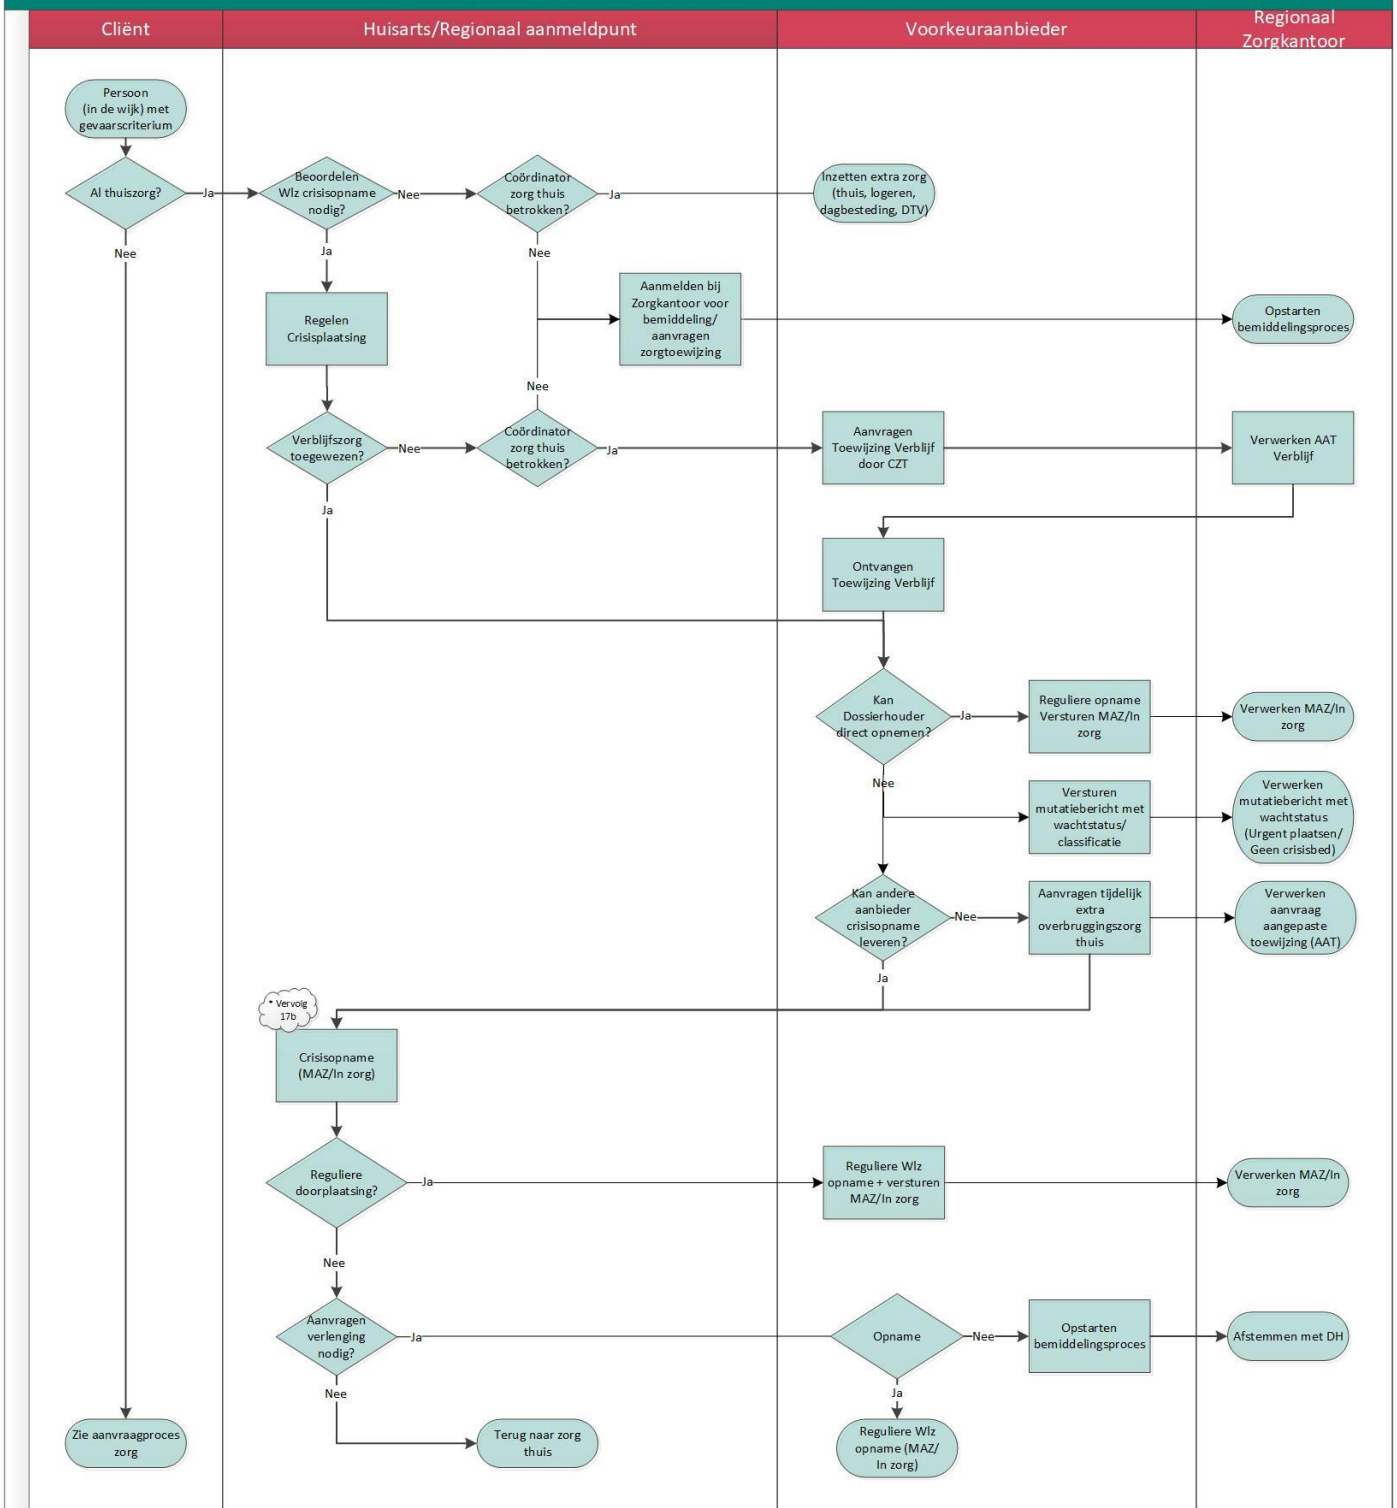 Cliënt
Huisarts/Regionaal aanmeldpunt
Voorkeuraanbieder
Regionaal
Zorgkantoor
Persoon
(in de wijk) met
gevaarscriterium
Al thuiszorg?
Ja
Beoordelen
Wlz crisisopname
nodig?
Nee
Coördinator
zorg thuis
betrokken?
Ja
Inzetten extra zorg
(thuis, logeren,
dagbesteding, DTV)
Nee
Ja
Nee
Regelen
Crisisplaatsing
Aanmelden bij
Zorgkantoor voor
bemiddeling/
aanvragen
zorgtoewijzing
Opstarten
bemiddelingsproces
Nee
Verblijfszorg
toegewezen?
Nee
Coördinator
zorg thuis
betrokken?
Ja
Aanvragen
Toewijzing Verblijf
door CZT
Verwerken AAT
Verblijf
Ja
Ontvangen
Toewijzing Verblijf
Kan
Dossierhouder
direct opnemen?
Ja
Reguliere opname
Versturen MAZ/In
zorg
Verwerken MAZ/In
zorg
Nee
Versturen
mutatiebericht met
wachtstatus/
classificatie
Verwerken
mutatiebericht met
wachtstatus
(Urgent plaatsen/
Geen crisisbed)
Kan andere
aanbieder
crisisopname
leveren?
Nee
Aanvragen tijdelijk
extra
overbruggingszorg
thuis
Verwerken
aanvraag
aangepaste
toewijzing (AAT)
Ja
* Vervolg
17b
Crisisopname
(MAZ/In zorg)
Reguliere
doorplaatsing?
Ja
Reguliere Wlz
opname + versturen
MAZ/In zorg
Verwerken MAZ/In
zorg
Nee
Aanvragen
verlenging
nodig?
Ja
Opname
Nee
Opstarten
bemiddelingsproces
Afstemmen met DH
Nee
Ja
Zie aanvraagproces
zorg
Terug naar zorg
thuis
Reguliere Wlz
opname (MAZ/
In zorg)